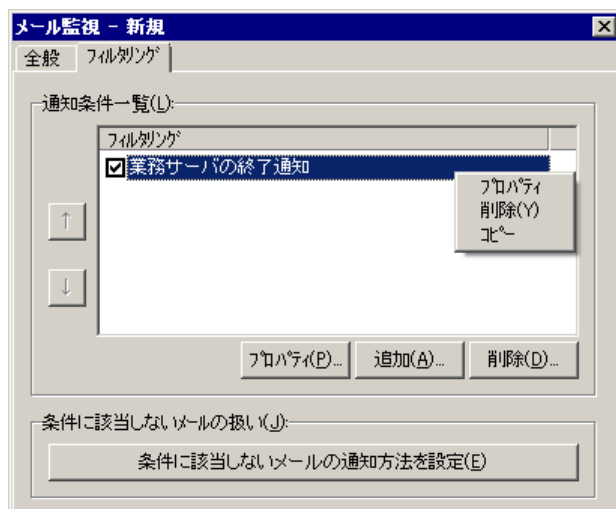 メール監視 - 新規
全般
フィルタリング
通知条件一覧(L):
フィルタリング
業務サーバの終了通知
プロパティ
削除(Y)
コピー
↑
↓
プロパティ(P)...
追加(A)...
削除(D)...
条件に該当しないメールの扱い(J):
条件に該当しないメールの通知方法を設定(E)